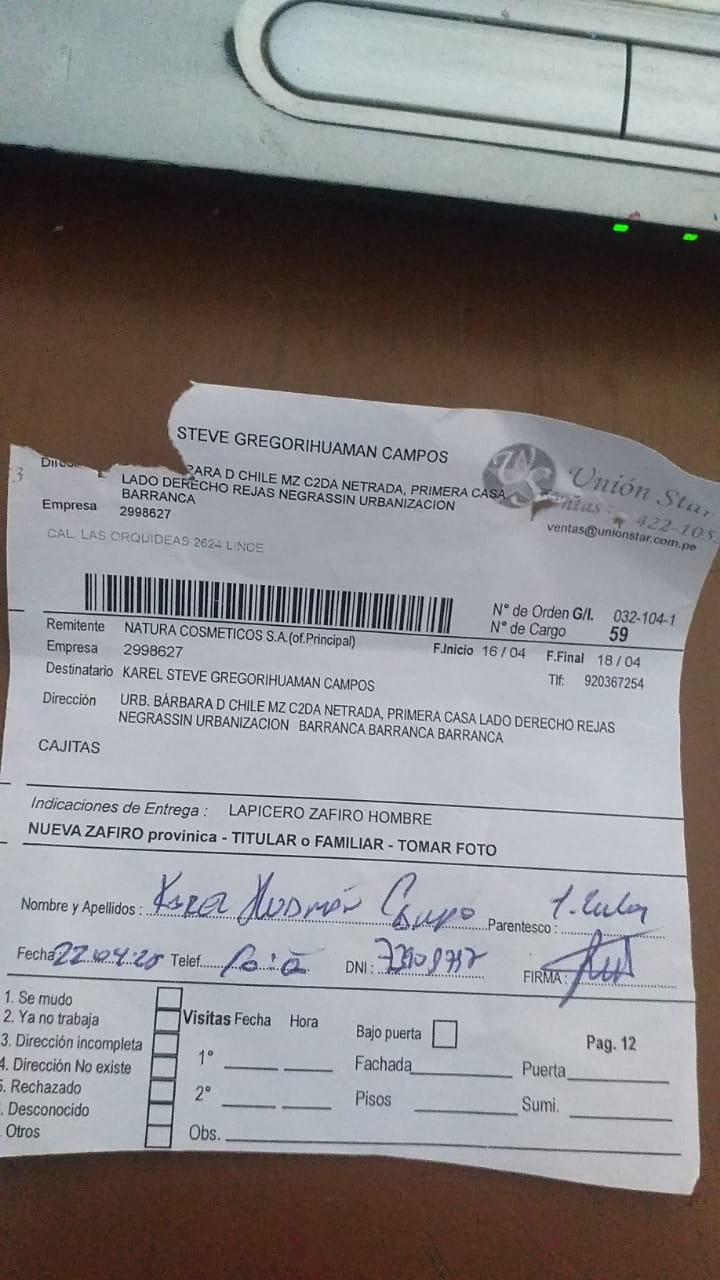 STEVE GREGORIHUAMAN CAMPOS
BARA D CHILE MZ C2DA NETRADA, PRIMERA CASA
LADO DERECHO REJAS NEGRASSIN URBANIZACION
BARRANCA
Empresa 2998627
CAL. LAS ORQUIDEAS 2624 LINCE
Unión Star
ntas : 422-105
ventas@unionstar.com.pe
N° de Orden G/I. 032-104-1
N° de Cargo 59
Remitente NATURA COSMETICOS S.A.(of.Principal)
Empresa 2998627
F.Inicio 16 / 04 F.Final 18 / 04
Destinatario KAREL STEVE GREGORIHUAMAN CAMPOS
Tlf: 920367254
Dirección URB. BÁRBARA D CHILE MZ C2DA NETRADA, PRIMERA CASA LADO DERECHO REJAS
NEGRASSIN URBANIZACION BARRANCA BARRANCA BARRANCA
CAJITAS
Indicaciones de Entrega : LAPICERO ZAFIRO HOMBRE
NUEVA ZAFIRO provinica - TITULAR o FAMILIAR - TOMAR FOTO
Nombre y Apellidos : Parentesco :
Fecha 22.04.25 Telef. DNI : FIRMA :
1. Se mudo
2. Ya no trabaja
3. Dirección incompleta
4. Dirección No existe
5. Rechazado
. Desconocido
Otros
Visitas Fecha Hora
1°
2°
Obs.
Bajo puerta
Fachada
Pisos
Pag. 12
Puerta
Sumi.